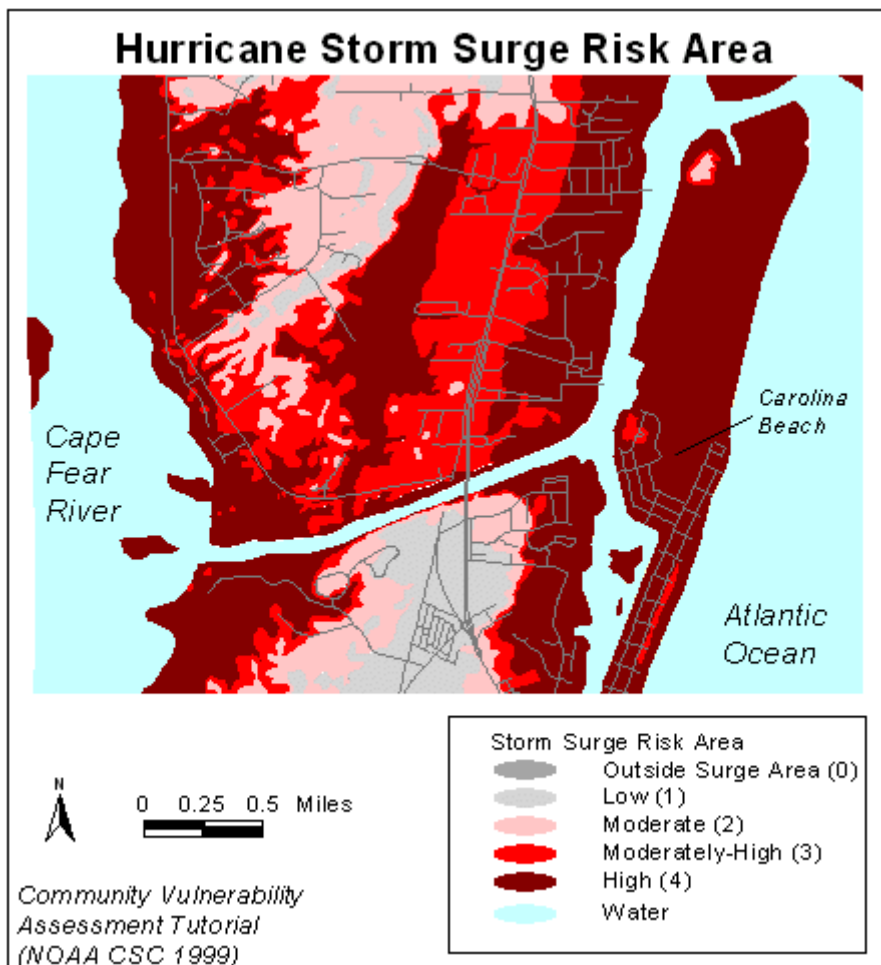 Hurricane Storm Surge Risk Area
Carolina
Beach
Cape
Fear
River
Atlantic
Ocean
N
0 0.25 0.5 Miles
Community Vulnerability
Assessment Tutorial
(NOAA CSC 1999)
Storm Surge Risk Area
Outside Surge Area (0)
Low (1)
Moderate (2)
Moderately-High (3)
High (4)
Water